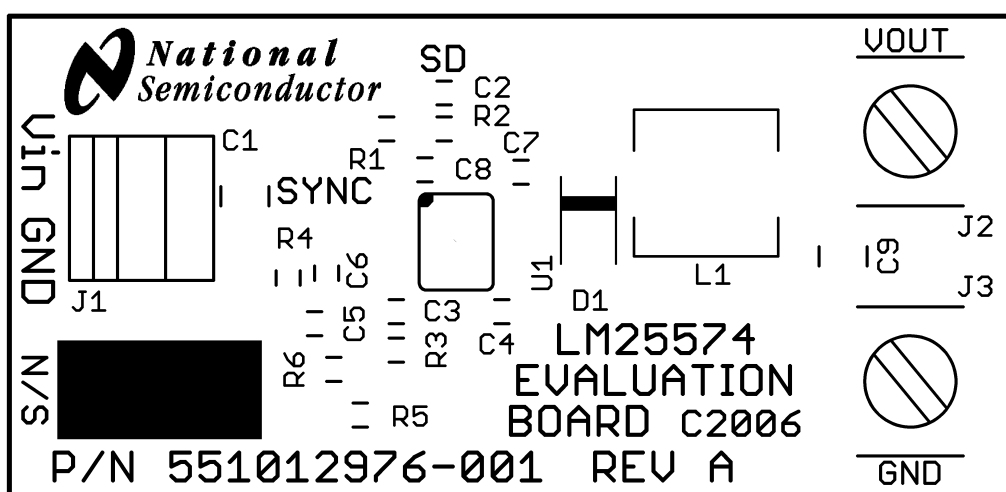 National
Semiconductor
SD
VOUT
C2
R2
Vin
C1
R1
C7
C8
SYNC
GND
R4
C6
U1
L1
C9
J2
J1
D1
J3
C5
C3
R3
C4
LM25574
N/S
R6
EVALUATION
R5
BOARD C2006
P/N 551012976-001 REV A
GND